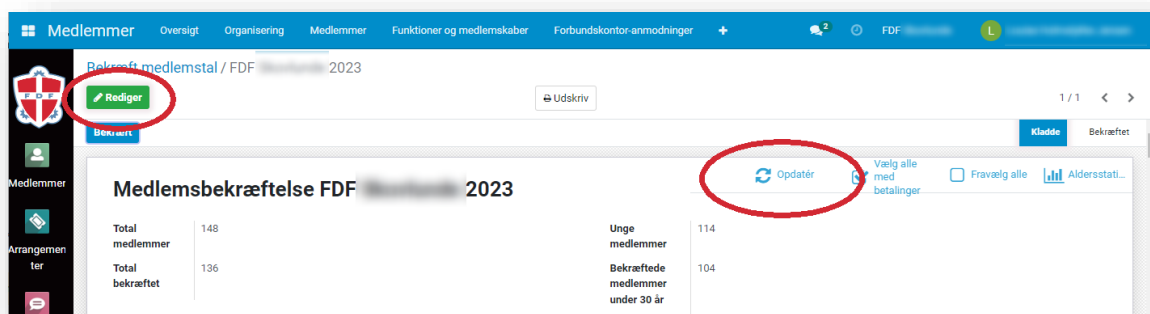 Medlemmer Oversigt Organisering Medlemmer Funktioner og medlemskaber Forbundskontor-anmodninger + 2 FDF L
Bekræft medlemstal / FDF 2023
FDF
Rediger Udskriv 1 / 1
Bekræft Kladde Bekræftet
Medlemmer
Medlemsbekræftelse FDF 2023
Opdatér
Vælg alle
med
betalinger
Fravælg alle
Aldersstati...
Arrangemen
ter
Total
medlemmer
148
Unge
medlemmer
114
Total
bekræftet
136
Bekræftede
medlemmer
under 30 år
104